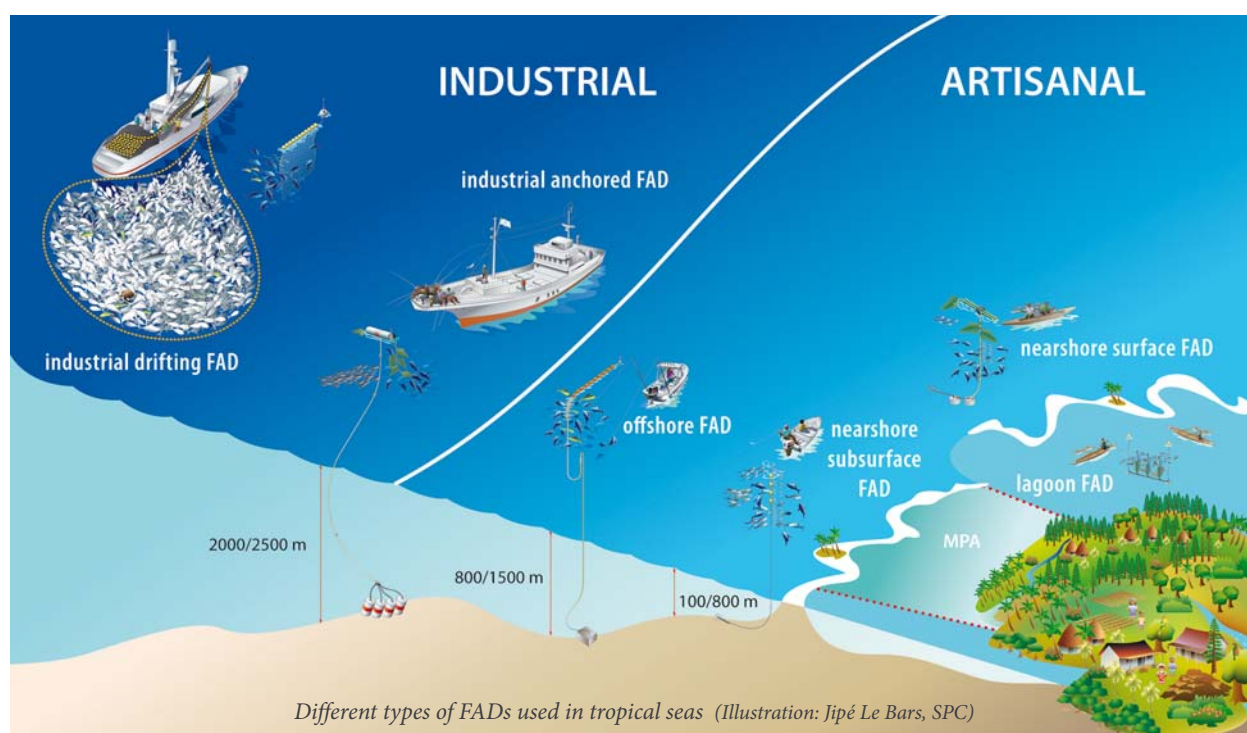 INDUSTRIAL
ARTISANAL
industrial anchored FAD
industrial drifting FAD
nearshore surface FAD
offshore FAD
nearshore
subsurface
FAD
lagoon FAD
MPA
2000/2500 m
800/1500 m
100/800 m
Different types of FADs used in tropical seas (Illustration: Jipé Le Bars, SPC)